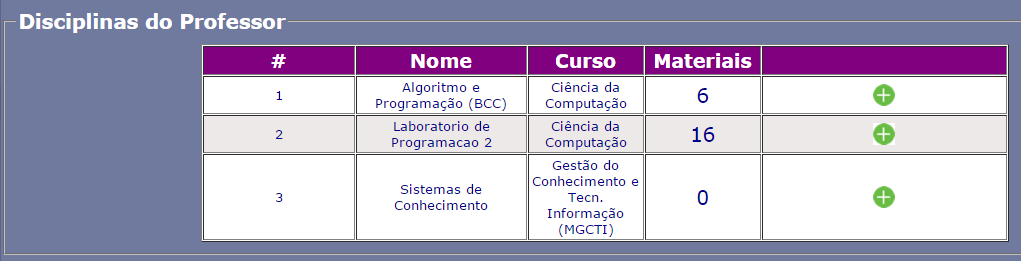 Disciplinas do Professor
# Nome Curso Materiais
1 Algoritmo e Programação (BCC) Ciência da Computação 6
2 Laboratorio de Programacao 2 Ciência da Computação 16
3 Sistemas de Conhecimento Gestão do Conhecimento e Tecn. Informação (MGCTI) 0